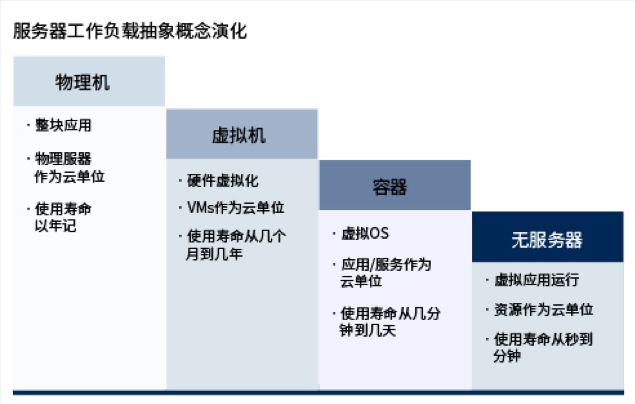 服务器工作负载抽象概念演化
物理机
· 整块应用
· 物理服器
作为云单位
· 使用寿命
以年记
虚拟机
· 硬件虚拟化
· VMs作为云单位
· 使用寿命从几个
月到几年
容器
· 虚拟OS
· 应用/服务作为
云单位
· 使用寿命从几分
钟到几天
无服务器
· 虚拟应用运行
· 资源作为云单位
· 使用寿命从秒到
分钟